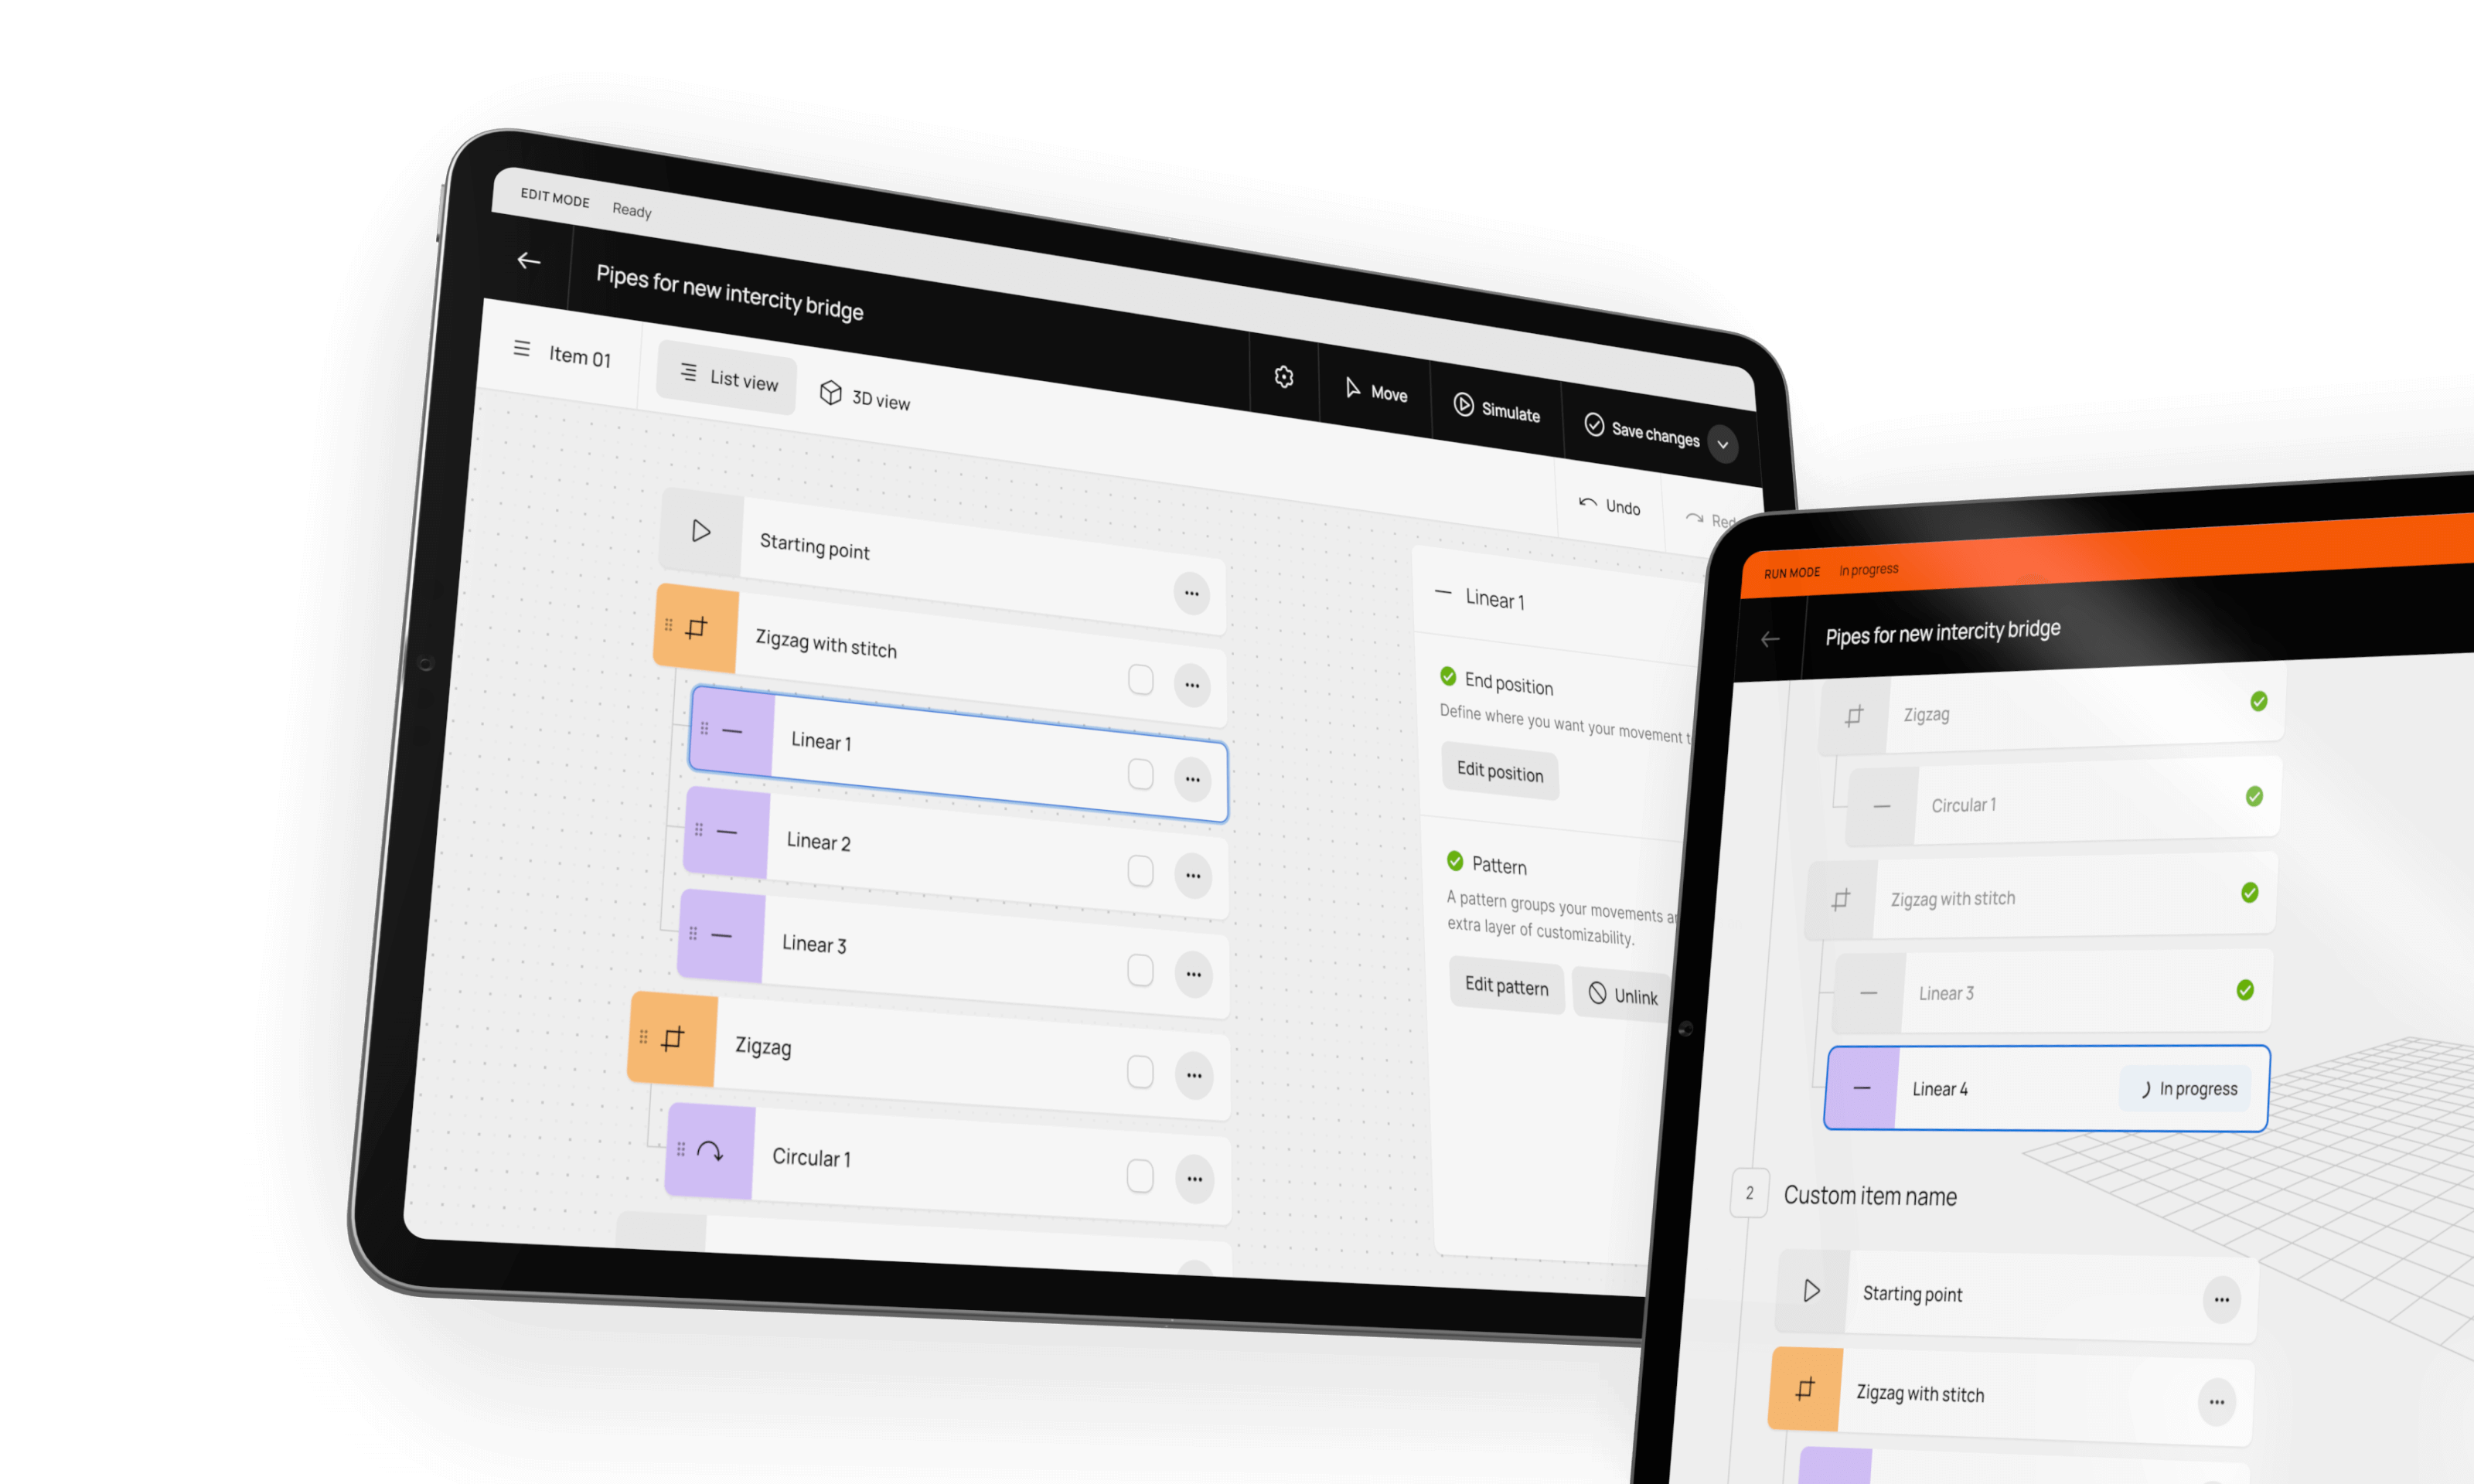 EDIT MODE Ready
Pipes for new intercity bridge
Move
Simulate
Save changes
Item 01
List view
3D view
Undo
Starting point
Zigzag with stitch
Linear 1
Linear 2
Linear 3
Zigzag
Circular 1
Linear 1
End position
Define where you want your movement
Edit position
Pattern
A pattern groups your movements
extra layer of customizability.
Edit pattern
Unlink
RUN MODE In progress
Pipes for new intercity bridge
Zigzag
Circular 1
Zigzag with stitch
Linear 3
Linear 4
In progress
2
Custom item name
Starting point
Zigzag with stitch